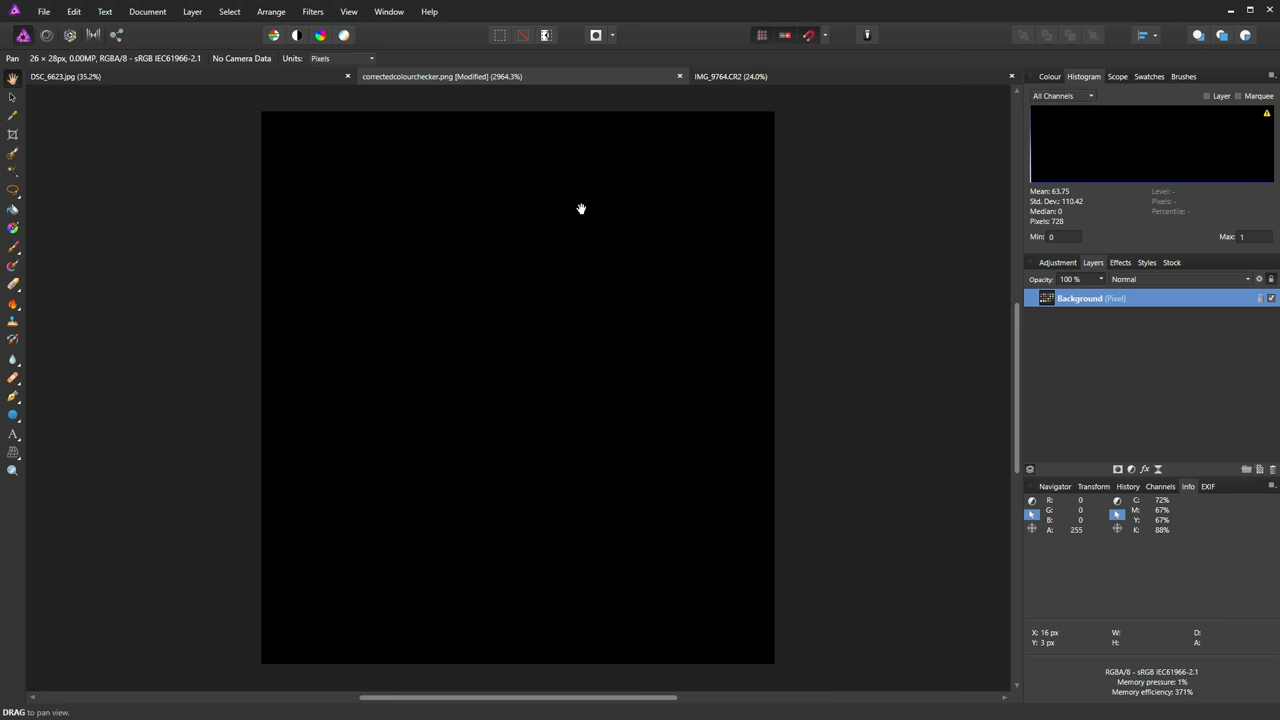 File Edit Text Document Layer Select Arrange Filters View Window Help
Pan 26 × 28px, 0.00MP, RGBA/8 - sRGB IEC61966-2.1 No Camera Data Units: Pixels
DSC_6623.jpg (35.2%) correctedcolourchecker.png [Modified] (2964.3%) IMG_9764.CR2 (24.0%)
Colour Histogram Scope Swatches Brushes
All Channels Layer Marquee
Mean: 63.75 Level: -
Std. Dev.: 110.42 Pixels: -
Median: 0 Percentile: -
Pixels: 728
Min: 0 Max: 1
Adjustment Layers Effects Styles Stock
Opacity: 100 % Normal
Background (Pixel)
Navigator Transform History Channels Info EXIF
R: 0 C: 72%
G: 0 M: 67%
B: 0 Y: 67%
A: 255 K: 88%
X: 16 px W: D:
Y: 3 px H: A:
RGBA/8 - sRGB IEC61966-2.1
Memory pressure: 1%
Memory efficiency: 371%
DRAG to pan view.